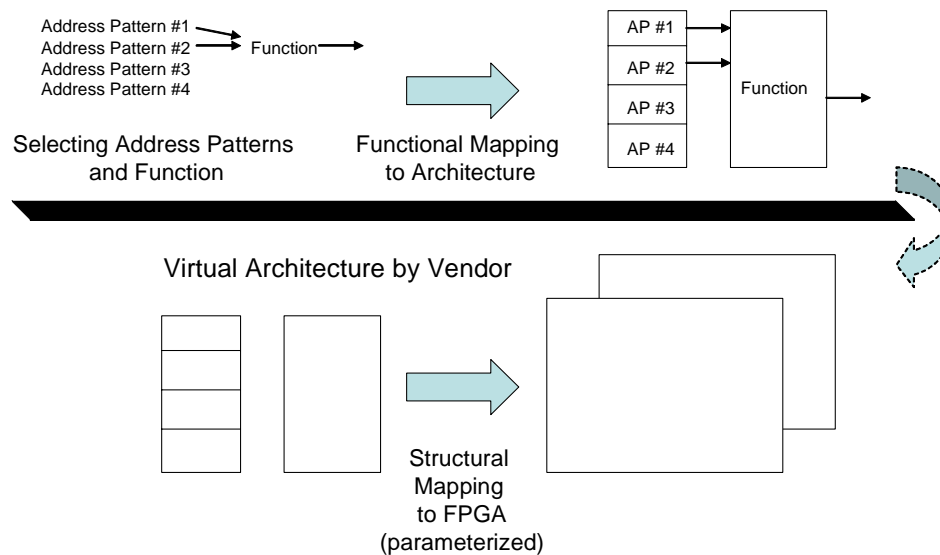 Address Pattern #1
Address Pattern #2
Address Pattern #3
Address Pattern #4
Function
AP #1
AP #2
AP #3
AP #4
Function
Selecting Address Patterns
and Function
Functional Mapping
to Architecture
Virtual Architecture by Vendor
Structural
Mapping
to FPGA
(parameterized)